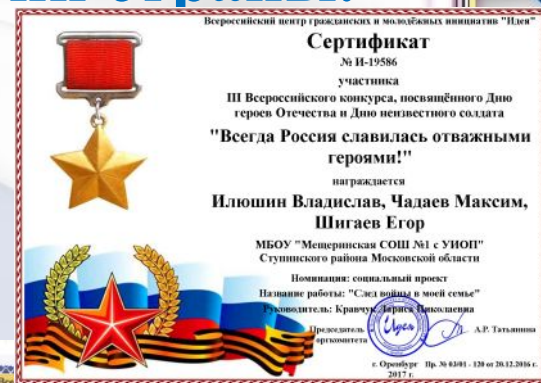 Всероссийский центр гражданских и молодёжных инициатив "Идея"
Сертификат
№ И-19586
участника
III Всероссийского конкурса, посвящённого Дню
героев Отечества и Дню неизвестного солдата
"Всегда Россия славилась отважными
героями!"
награждается
Илюшин Владислав, Чадаев Максим,
Шигаев Егор
МБОУ "Мещеринская СОШ №1 с УИОП"
Ступинского района Московской области
Номинация: социальный проект
Название работы: "След войны в моей семье"
Руководитель: Кравчук Лариса Николаевна
Председатель
оргкомитета
Идея
А.Р. Татьянина
г. Оренбург Пр. № 03/01 - 120 от 20.12.2016 г.
2017 г.